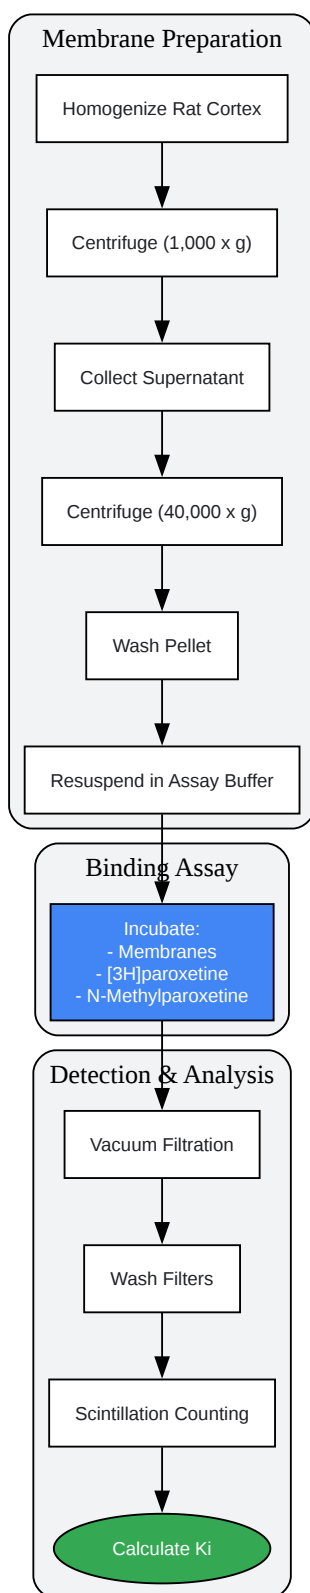 Membrane Preparation
Homogenize Rat Cortex
Centrifuge (1,000 x g)
Collect Supernatant
Centrifuge (40,000 x g)
Wash Pellet
Resuspend in Assay Buffer
Binding Assay
Incubate:
- Membranes
- [3H]paroxetine
- N-Methylparoxetine
Detection & Analysis
Vacuum Filtration
Wash Filters
Scintillation Counting
Calculate Ki